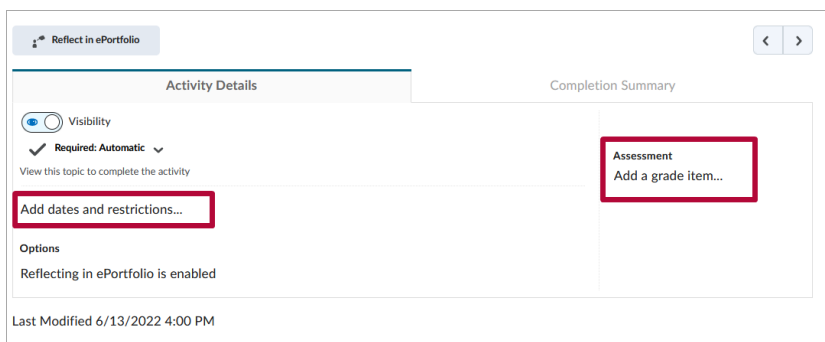 Reflect in ePortfolio
Activity Details
Completion Summary
Visibility
Required: Automatic
View this topic to complete the activity
Assessment
Add a grade item...
Add dates and restrictions...
Options
Reflecting in ePortfolio is enabled
Last Modified 6/13/2022 4:00 PM